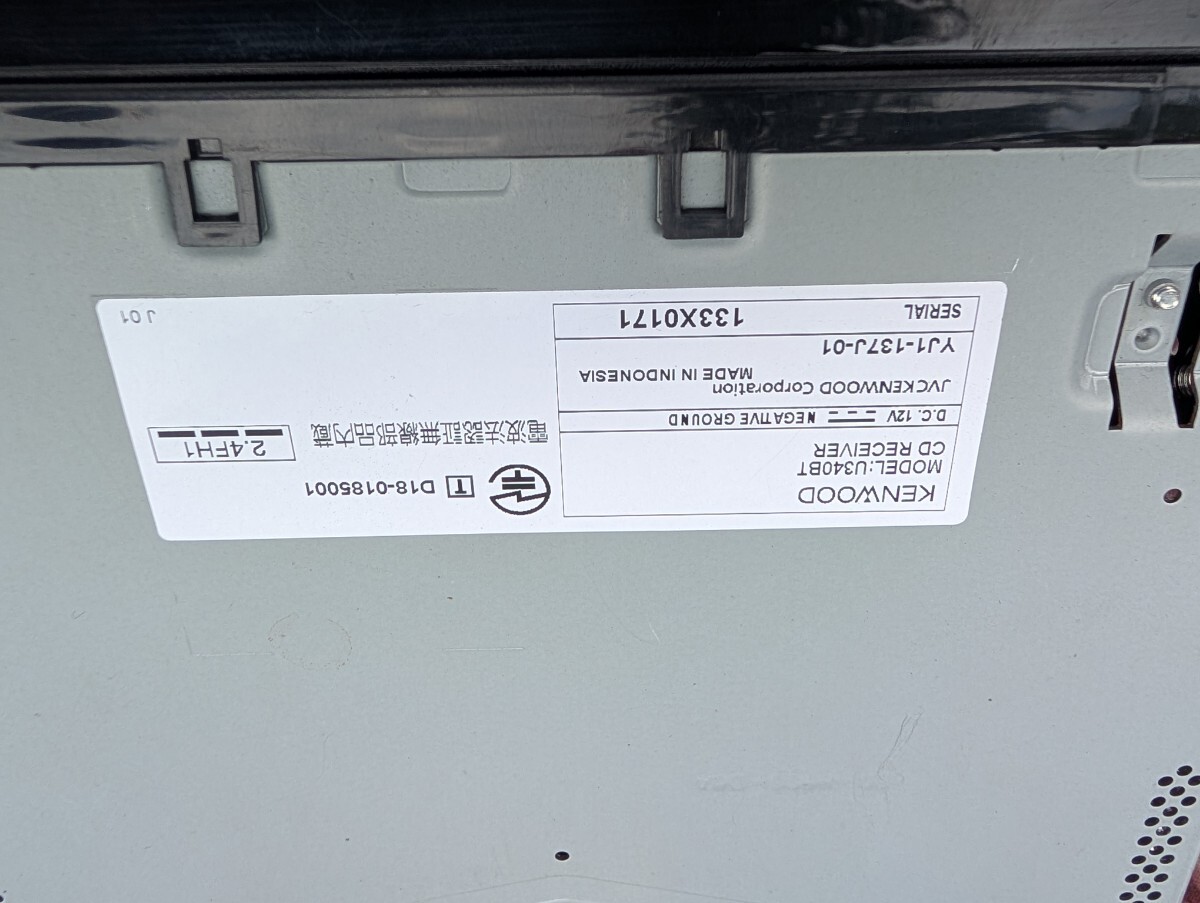 KENWOOD
MODEL:U340BT
CD RECEIVER
D.C. 12V NEGATIVE GROUND
JVCKENWOOD Corporation
MADE IN INDONESIA
YJ1-137J-01
SERIAL 133X0171
T D18-0185001
電波法認証無線部品内蔵
2.4FH1
J 01